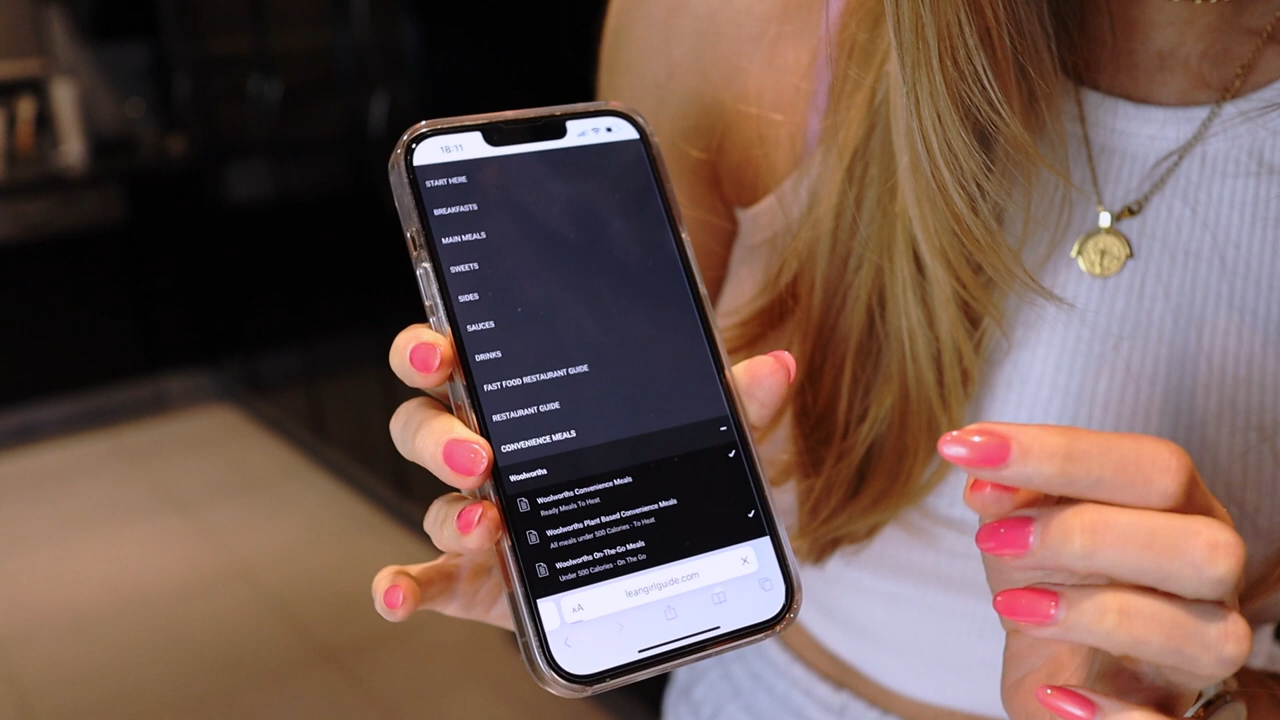 18:11
START HERE
BREAKFASTS
MAIN MEALS
SWEETS
SIDES
SAUCES
DRINKS
FAST FOOD RESTAURANT GUIDE
RESTAURANT GUIDE
CONVENIENCE MEALS
Woolworths
Woolworths Convenience Meals
Ready Meals To Heat
Woolworths Plant Based Convenience Meals
All meals under 500 Calories - To Heat
Woolworths On-The-Go Meals
Under 500 Calories - On The Go
AA leangirlguide.com